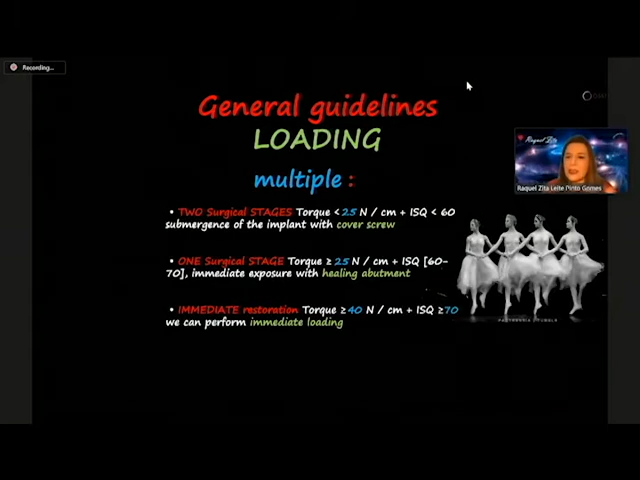 Recording...
General guidelines
LOADING
multiple :
Raquel Zita
Raquel Zita Leite Pinto Gomes
• TWO Surgical STAGES Torque < 25 N / cm + ISQ < 60
submergence of the implant with cover screw
• ONE Surgical STAGE Torque ≥ 25 N / cm + ISQ [60-
70], immediate exposure with healing abutment
• IMMEDIATE restoration Torque ≥40 N / cm + ISQ ≥70
we can perform immediate loading